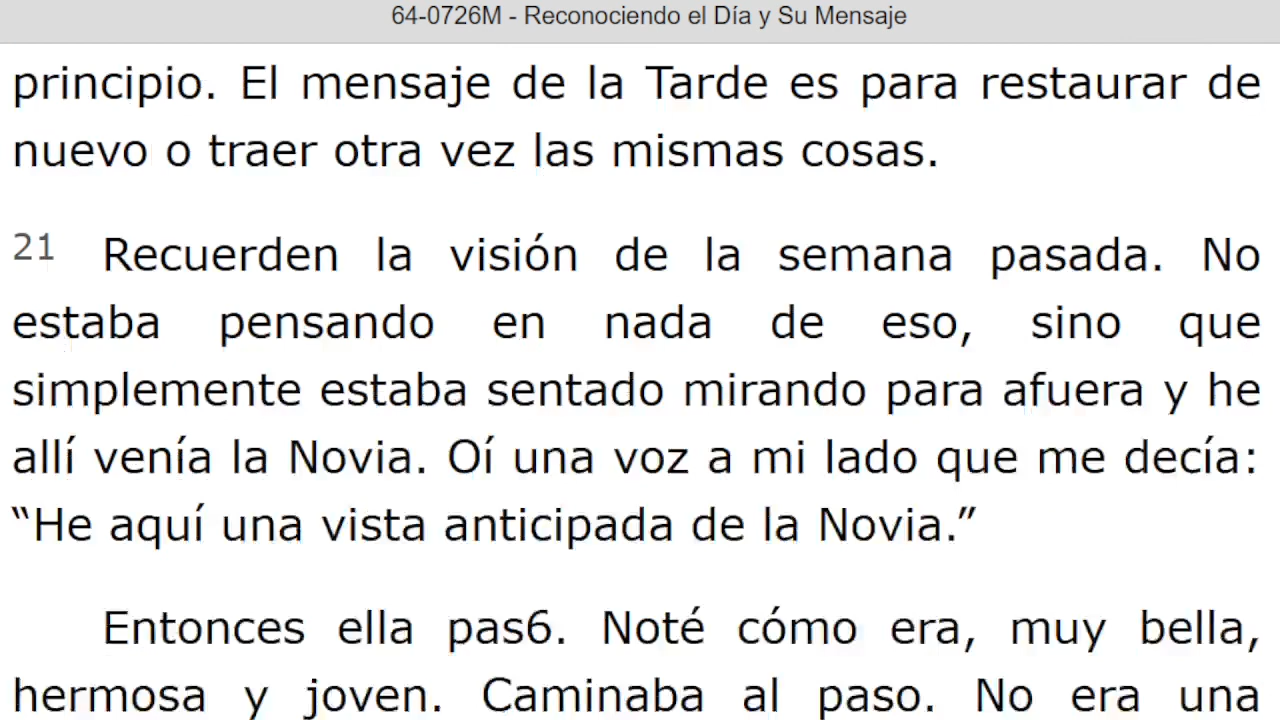 64-0726M - Reconociendo el Día y Su Mensaje
principio. El mensaje de la Tarde es para restaurar de
nuevo o traer otra vez las mismas cosas.
21 Recuerden la visión de la semana pasada. No
estaba pensando en nada de eso, sino que
simplemente estaba sentado mirando para afuera y he
allí venía la Novia. Oí una voz a mi lado que me decía:
“He aquí una vista anticipada de la Novia.”
Entonces ella pas6. Noté cómo era, muy bella,
hermosa y joven. Caminaba al paso. No era una